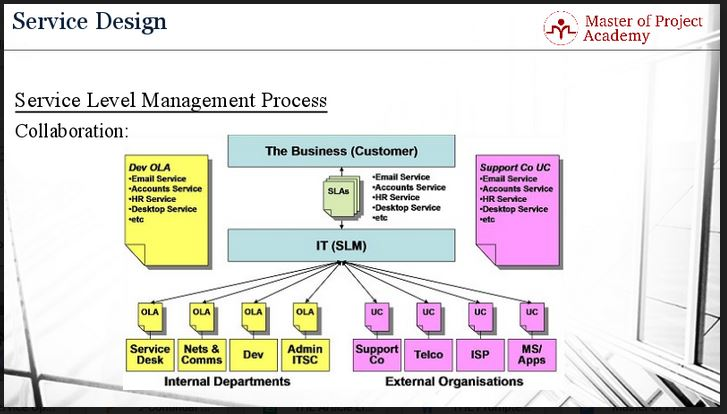 Service Design
Master of Project
Academy
Service Level Management Process
Collaboration:
The Business (Customer)
Dev OLA
•Email Service
•Accounts Service
•HR Service
•Desktop Service
•etc
SLAs
•Email Service
•Accounts Service
•HR Service
•Desktop Service
•etc
Support Co UC
•Email Service
•Accounts Service
•HR Service
•Desktop Service
•etc
IT (SLM)
OLA
OLA
OLA
OLA
UC
UC
UC
UC
Service
Desk
Nets &
Comms
Dev
Admin
ITSC
Support
Co
Telco
ISP
MS/
Apps
Internal Departments
External Organisations